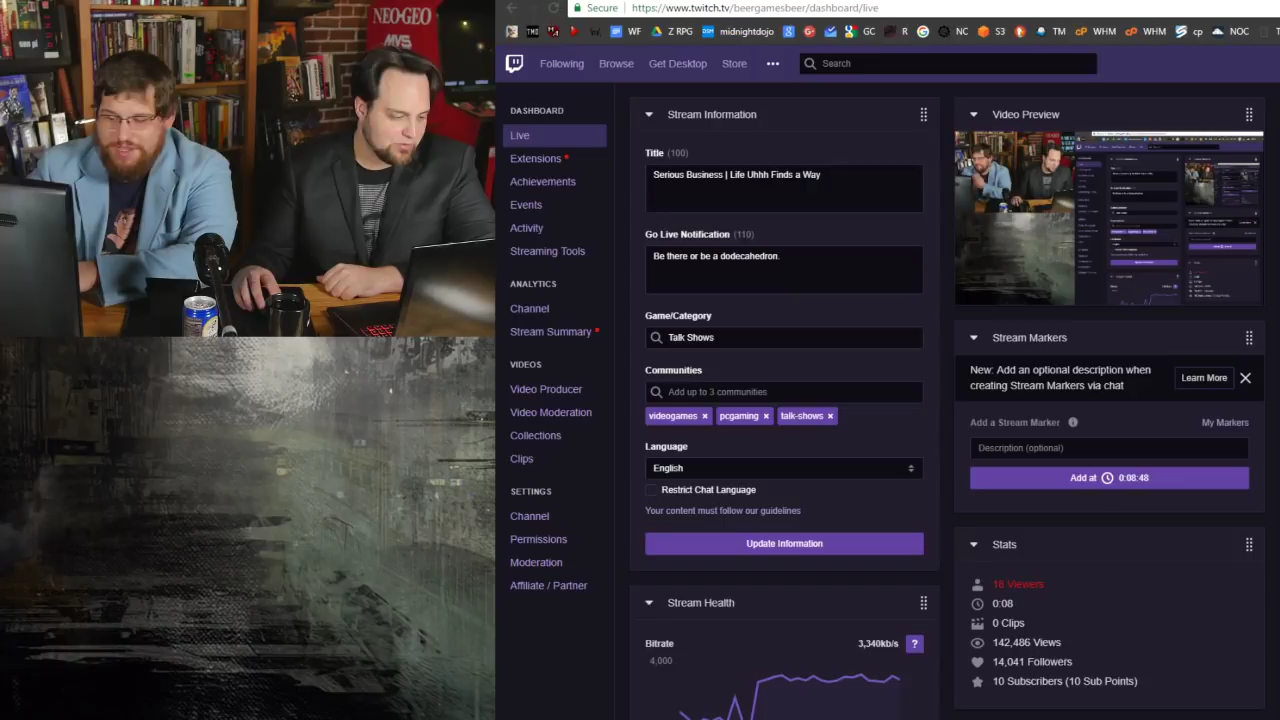 NEO·GEO
MVS
Secure
https://www.twitch.tv/beergamesbeer/dashboard/live
WF
Z RPG
midnightdojo
GC
R
NC
S3
TM
WHM
WHM
cp
NOC
Following
Browse
Get Desktop
Store
Search
DASHBOARD
Live
Extensions
Achievements
Events
Activity
Streaming Tools
ANALYTICS
Channel
Stream Summary
VIDEOS
Video Producer
Video Moderation
Collections
Clips
SETTINGS
Channel
Permissions
Moderation
Affiliate / Partner
Stream Information
Title (100)
Serious Business | Life Uhhh Finds a Way
Go Live Notification (110)
Be there or be a dodecahedron.
Game/Category
Talk Shows
Communities
Add up to 3 communities
videogames × pcgaming × talk-shows ×
Language
English
Restrict Chat Language
Your content must follow our guidelines
Update Information
Stream Health
Bitrate
3,340kb/s ?
4,000
Video Preview
Stream Markers
New: Add an optional description when
creating Stream Markers via chat
Learn More
Add a Stream Marker
My Markers
Description (optional)
Add at 0:08:48
Stats
16 Viewers
0:08
0 Clips
142,486 Views
14,041 Followers
10 Subscribers (10 Sub Points)